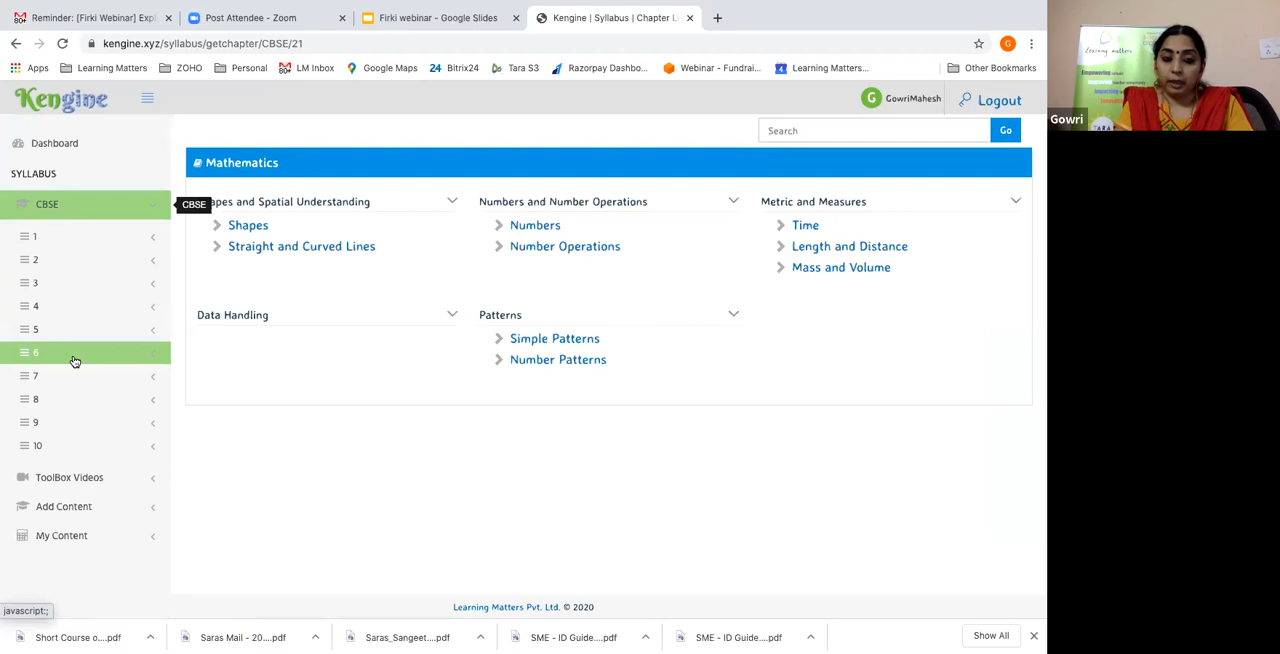 Reminder: [Firki Webinar] Exp
Post Attendee - Zoom
Firki webinar - Google Slides
Kengine | Syllabus | Chapter L
kengine.xyz/syllabus/getchapter/CBSE/21
G
Apps
Learning Matters
ZOHO
Personal
LM Inbox
Google Maps
24 Bitrix24
Tara S3
Razorpay Dashbo...
Webinar - Fundrai...
Learning Matters...
Other Bookmarks
Kengine
G GowriMahesh
Logout
Search
Go
Dashboard
SYLLABUS
CBSE
CBSE
1
2
3
4
5
6
7
8
9
10
ToolBox Videos
Add Content
My Content
Mathematics
apes and Spatial Understanding
Shapes
Straight and Curved Lines
Numbers and Number Operations
Numbers
Number Operations
Metric and Measures
Time
Length and Distance
Mass and Volume
Data Handling
Patterns
Simple Patterns
Number Patterns
Learning Matters Pvt. Ltd. © 2020
javascript:;
Short Course o....pdf
Saras Mail - 20....pdf
Saras_Sangeet....pdf
SME - ID Guide....pdf
SME - ID Guide....pdf
Show All
Gowri
Learning matters
Empowering
TARA